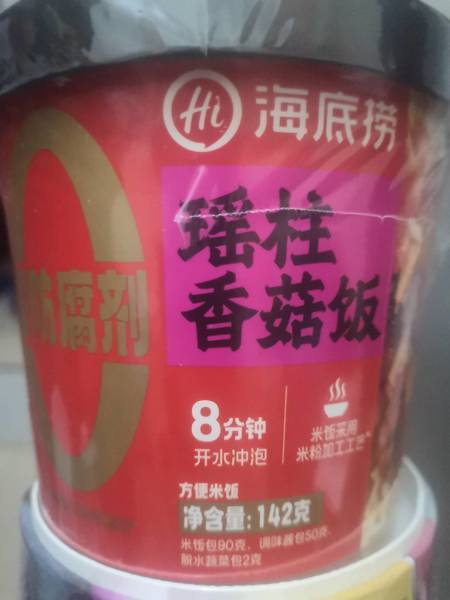 Hi 海底捞
瑶柱
香菇饭
防腐剂
8分钟
开水冲泡
米饭采用
米粉加工工艺
方便米饭
净含量:142克
米饭包90克、调味酱包50克、
脱水蔬菜包2克